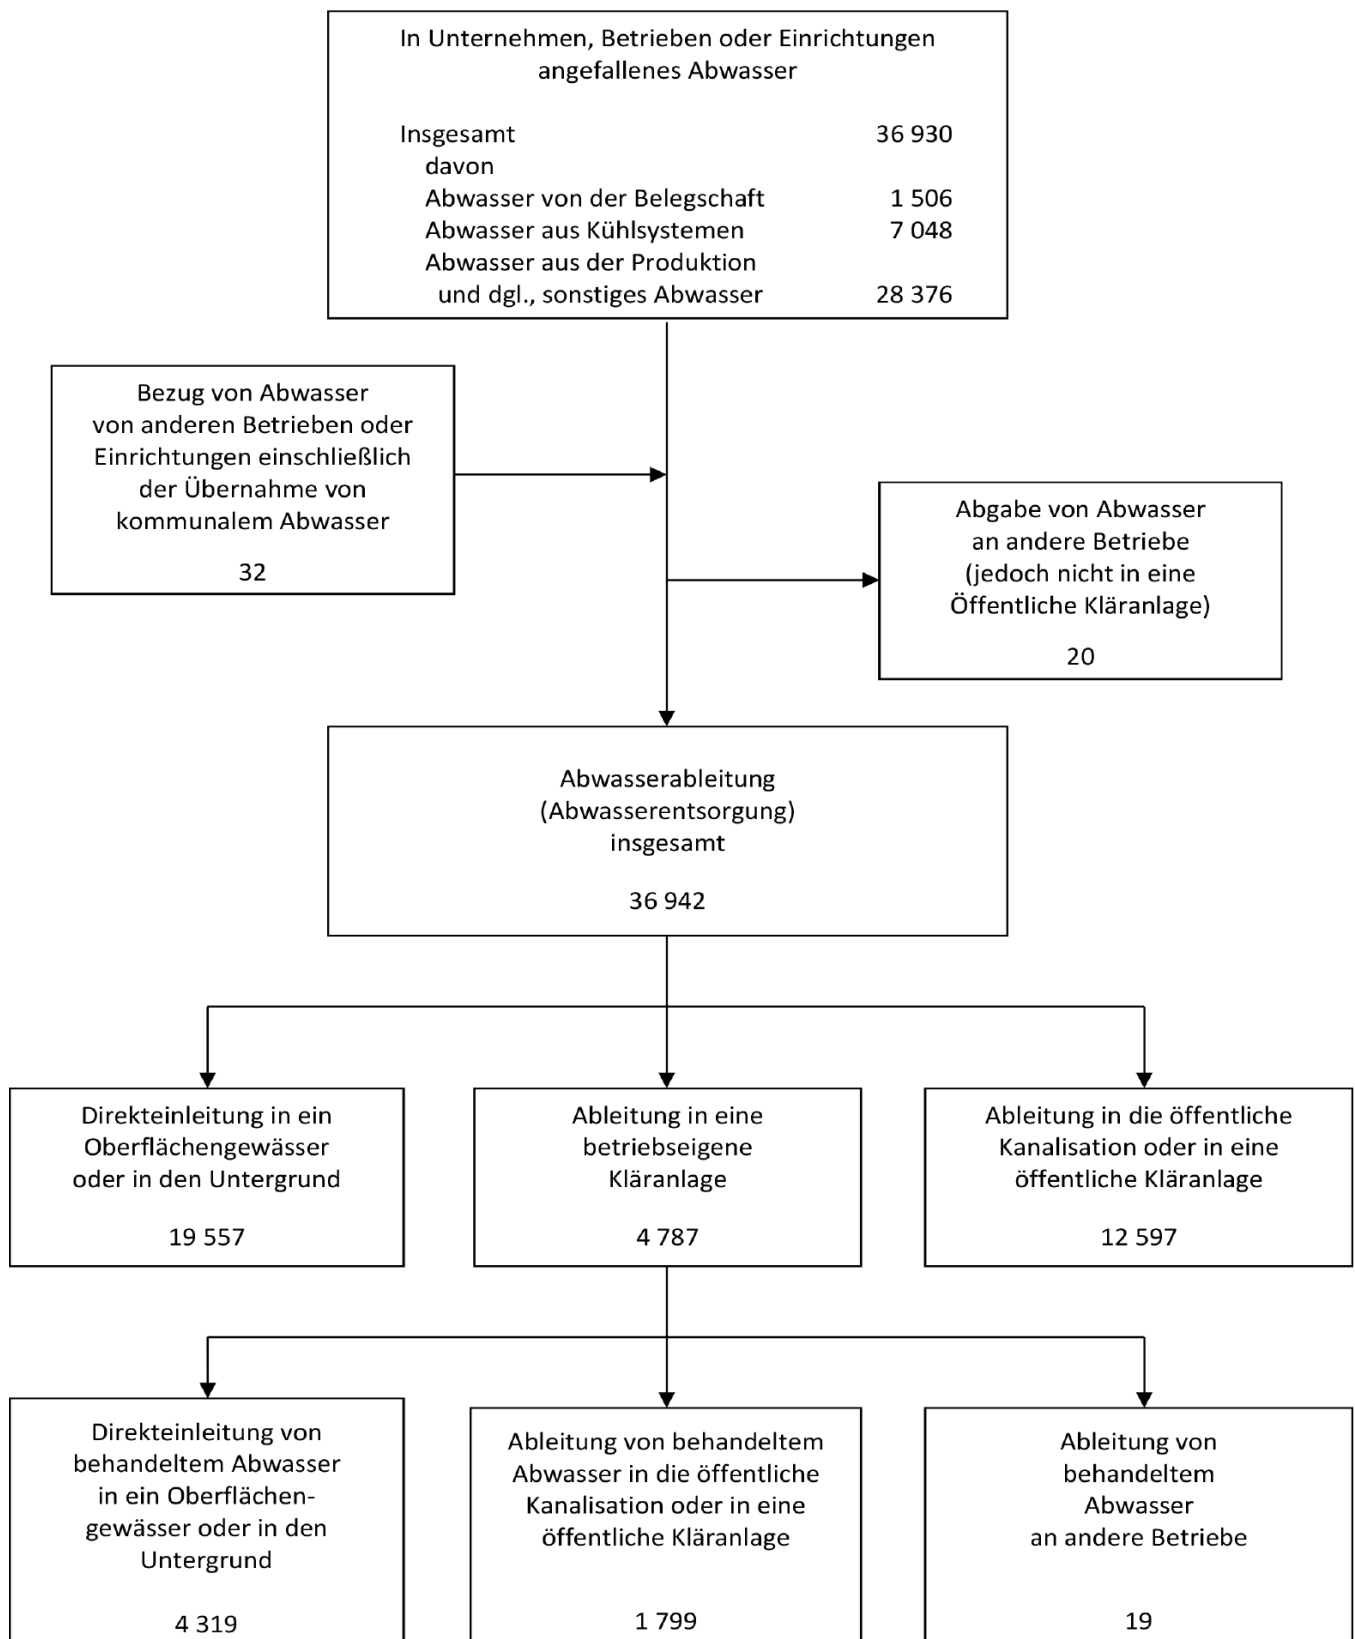 In Unternehmen, Betrieben oder Einrichtungen
angefallenes Abwasser
Insgesamt 36 930
davon
Abwasser von der Belegschaft 1 506
Abwasser aus Kühlsystemen 7 048
Abwasser aus der Produktion
und dgl., sonstiges Abwasser 28 376
Bezug von Abwasser
von anderen Betrieben oder
Einrichtungen einschließlich
der Übernahme von
kommunalem Abwasser
32
Abgabe von Abwasser
an andere Betriebe
(jedoch nicht in eine
Öffentliche Kläranlage)
20
Abwasserableitung
(Abwasserentsorgung)
insgesamt
36 942
Direkteinleitung in ein
Oberflächengewässer
oder in den Untergrund
19 557
Ableitung in eine
betriebseigene
Kläranlage
4 787
Ableitung in die öffentliche
Kanalisation oder in eine
öffentliche Kläranlage
12 597
Direkteinleitung von
behandeltem Abwasser
in ein Oberflächen-
gewässer oder in den
Untergrund
4 319
Ableitung von behandeltem
Abwasser in die öffentliche
Kanalisation oder in eine
öffentliche Kläranlage
1 799
Ableitung von
behandeltem
Abwasser
an andere Betriebe
19